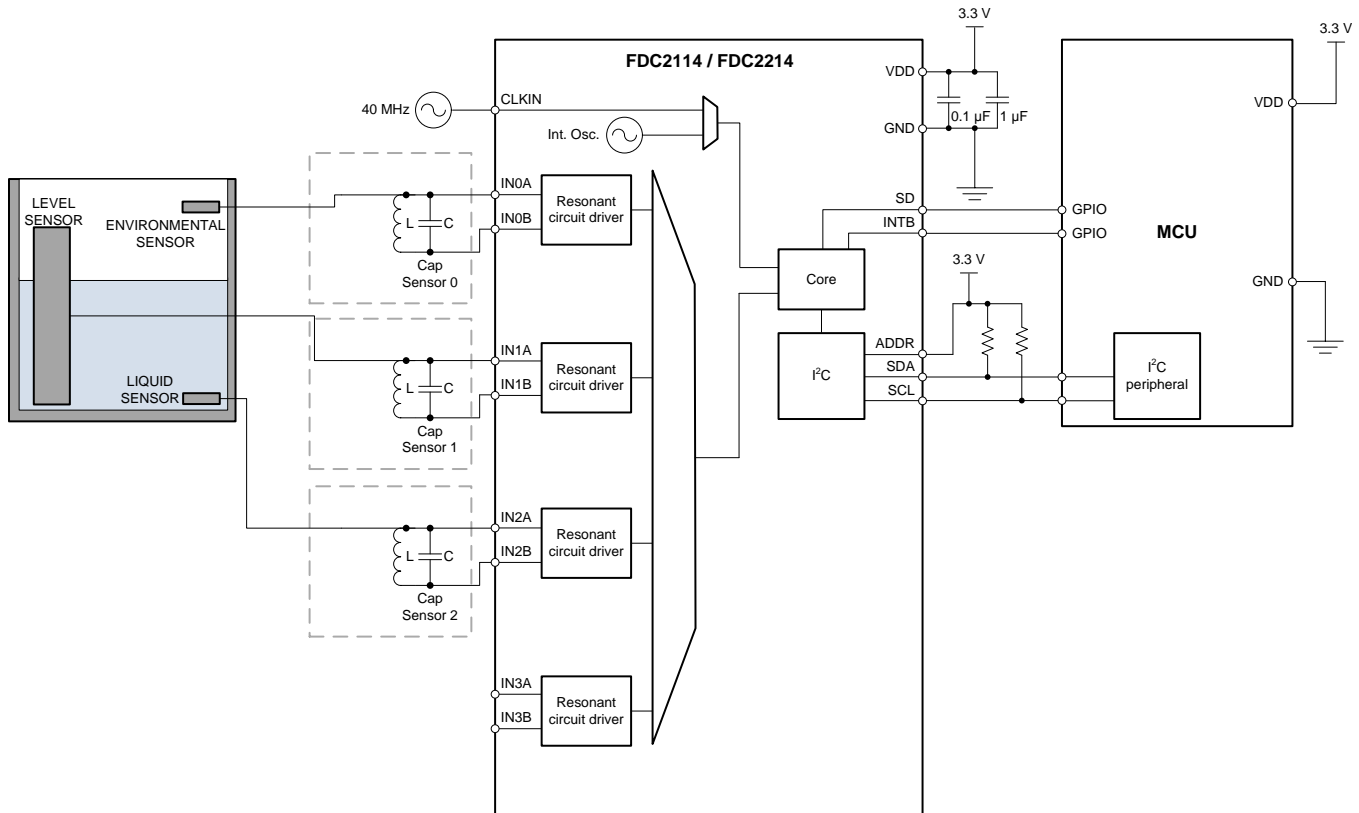 FDC2114 / FDC2214
3.3 V
3.3 V
VDD
GND
0.1 µF
1 µF
VDD
40 MHz
CLKIN
Int. Osc.
LEVEL
SENSOR
ENVIRONMENTAL
SENSOR
LIQUID
SENSOR
L
C
Cap
Sensor 0
IN0A
IN0B
Resonant
circuit driver
L
C
Cap
Sensor 1
IN1A
IN1B
Resonant
circuit driver
L
C
Cap
Sensor 2
IN2A
IN2B
Resonant
circuit driver
IN3A
IN3B
Resonant
circuit driver
Core
I²C
SD
INTB
3.3 V
ADDR
SDA
SCL
GPIO
GPIO
MCU
GND
I²C
peripheral